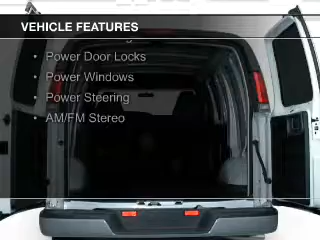 VEHICLE FEATURES
• Power Door Locks
• Power Windows
• Power Steering
• AM/FM Stereo